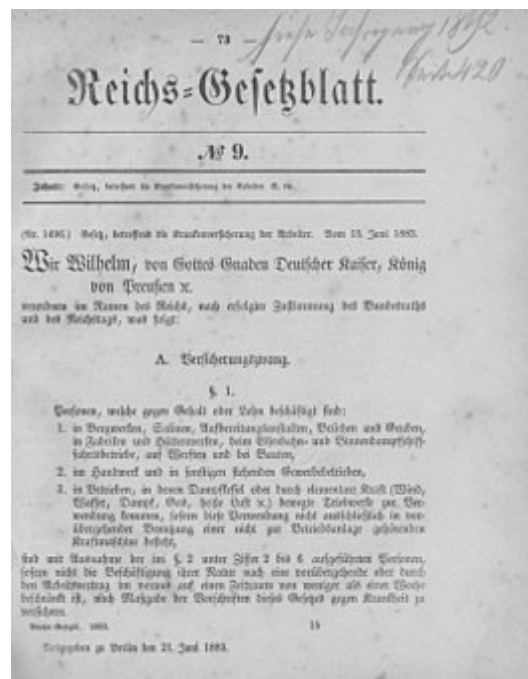 — 73 —
Reichs-Gesetzblatt.
№ 9.
Inhalt: Gesetz, betreffend die Krankenversicherung der Arbeiter. S. 73.
(Nr. 1496.) Gesetz, betreffend die Krankenversicherung der Arbeiter. Vom 15. Juni 1883.
Wir Wilhelm, von Gottes Gnaden Deutscher Kaiser, König
von Preußen ꝛc.
verordnen im Namen des Reichs, nach erfolgter Zustimmung des Bundesraths
und des Reichstags, was folgt:
A. Versicherungszwang.
§. 1.
Personen, welche gegen Gehalt oder Lohn beschäftigt sind:
1. in Bergwerken, Salinen, Aufbereitungsanstalten, Brüchen und Gruben,
in Fabriken und Hüttenwerken, beim Eisenbahn- und Binnendampfschiff-
fahrtsbetriebe, auf Werften und bei Bauten,
2. im Handwerk und in sonstigen stehenden Gewerbebetrieben,
3. in Betrieben, in denen Dampfkessel oder durch elementare Kraft (Wind,
Wasser, Dampf, Gas, heiße Luft ꝛc.) bewegte Triebwerke zur Ver-
wendung kommen, sofern diese Verwendung nicht ausschließlich in vor-
übergehender Benutzung einer nicht zur Betriebsanlage gehörenden
Kraftmaschine besteht,
sind mit Ausnahme der im §. 2 unter Ziffer 2 bis 6 aufgeführten Personen,
sofern nicht die Beschäftigung ihrer Natur nach eine vorübergehende oder durch
den Arbeitsvertrag im voraus auf einen Zeitraum von weniger als einer Woche
beschränkt ist, nach Maßgabe der Vorschriften dieses Gesetzes gegen Krankheit zu
versichern.
Reichs-Gesetzbl. 1883. 15
Ausgegeben zu Berlin den 21. Juni 1883.